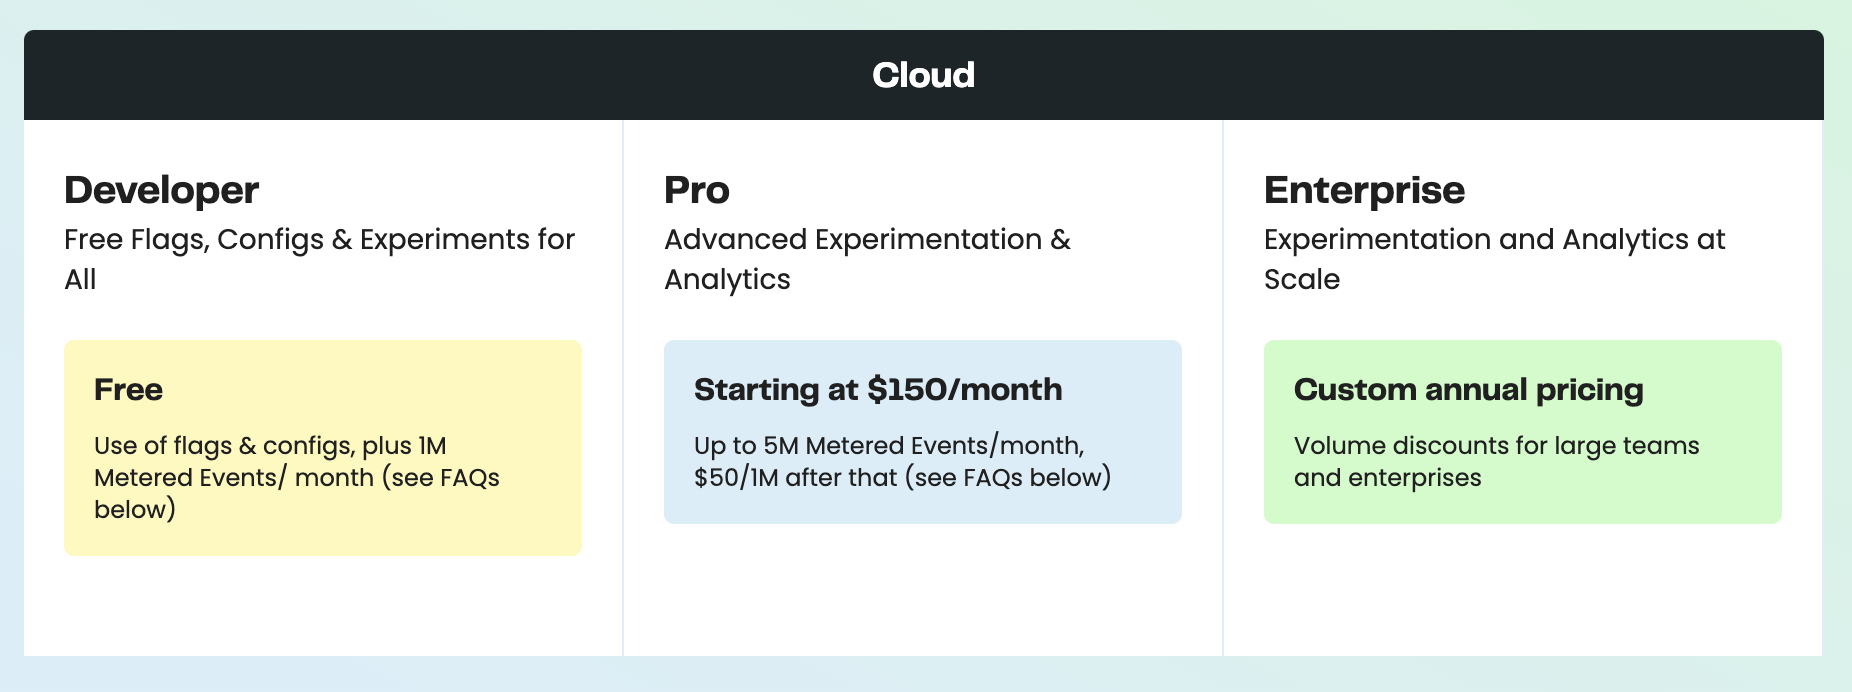 Cloud
Developer
Free Flags, Configs & Experiments for
All
Free
Use of flags & configs, plus 1M
Metered Events/ month (see FAQs
below)
Pro
Advanced Experimentation &
Analytics
Starting at $150/month
Up to 5M Metered Events/month,
$50/1M after that (see FAQs below)
Enterprise
Experimentation and Analytics at
Scale
Custom annual pricing
Volume discounts for large teams
and enterprises